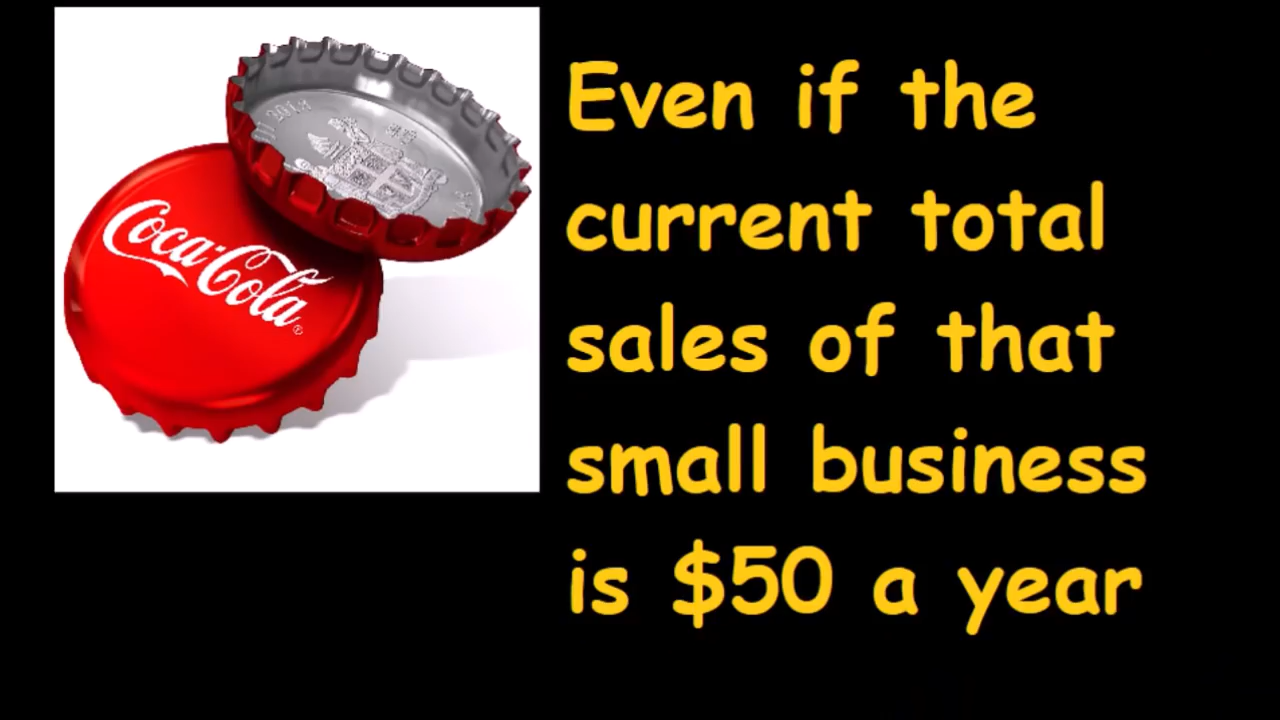 Coca-Cola
Even if the
current total
sales of that
small business
is $50 a year